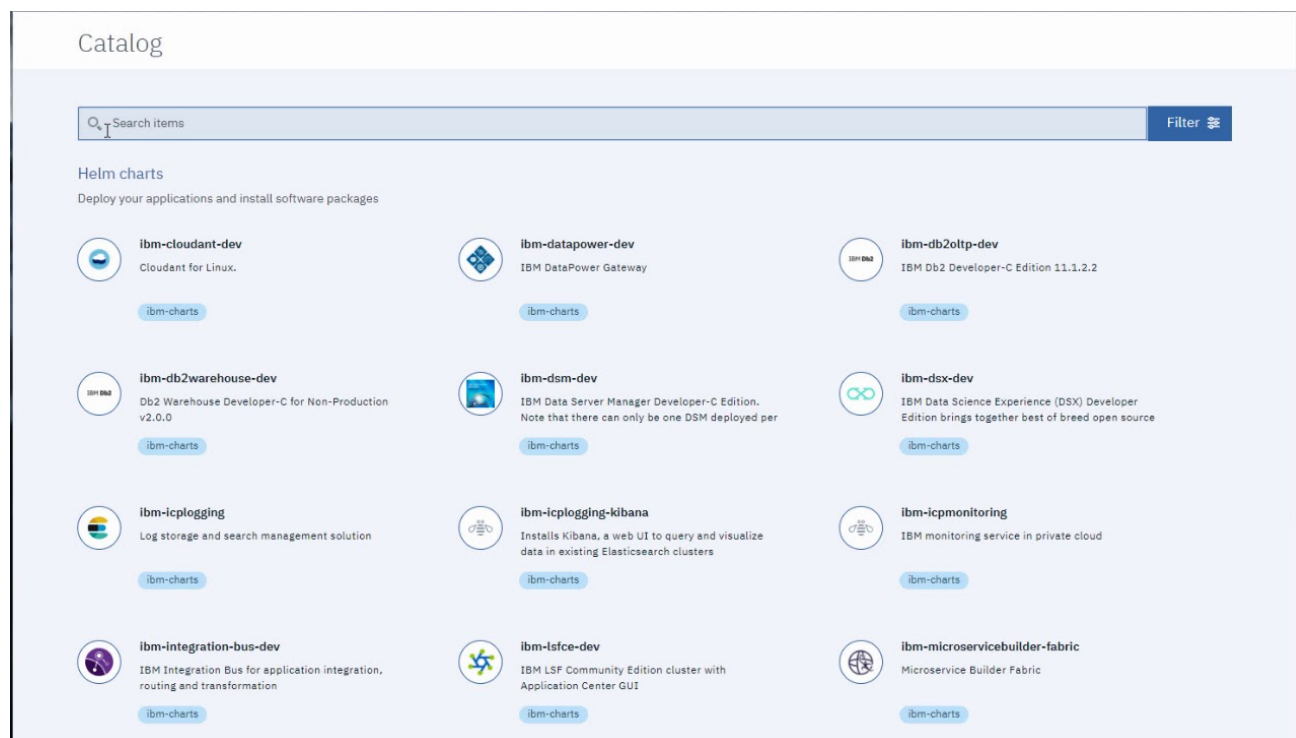 Catalog
Search items
Filter
Helm charts
Deploy your applications and install software packages
ibm-cloudant-dev
Cloudant for Linux.
ibm-charts
ibm-datapower-dev
IBM DataPower Gateway
ibm-charts
IBM Db2
ibm-db2oltp-dev
IBM Db2 Developer-C Edition 11.1.2.2
ibm-charts
IBM Db2
ibm-db2warehouse-dev
Db2 Warehouse Developer-C for Non-Production
v2.0.0
ibm-charts
ibm-dsm-dev
IBM Data Server Manager Developer-C Edition.
Note that there can only be one DSM deployed per
ibm-charts
ibm-dsx-dev
IBM Data Science Experience (DSX) Developer
Edition brings together best of breed open source
ibm-charts
ibm-icplogging
Log storage and search management solution
ibm-charts
ibm-icplogging-kibana
Installs Kibana, a web UI to query and visualize
data in existing Elasticsearch clusters
ibm-charts
ibm-icpmonitoring
IBM monitoring service in private cloud
ibm-charts
ibm-integration-bus-dev
IBM Integration Bus for application integration,
routing and transformation
ibm-charts
ibm-lsfce-dev
IBM LSF Community Edition cluster with
Application Center GUI
ibm-charts
ibm-microservicebuilder-fabric
Microservice Builder Fabric
ibm-charts